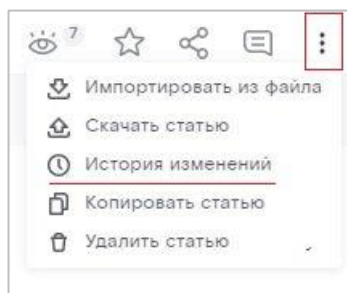 7
Импортировать из файла
Скачать статью
История изменений
Копировать статью
Удалить статью